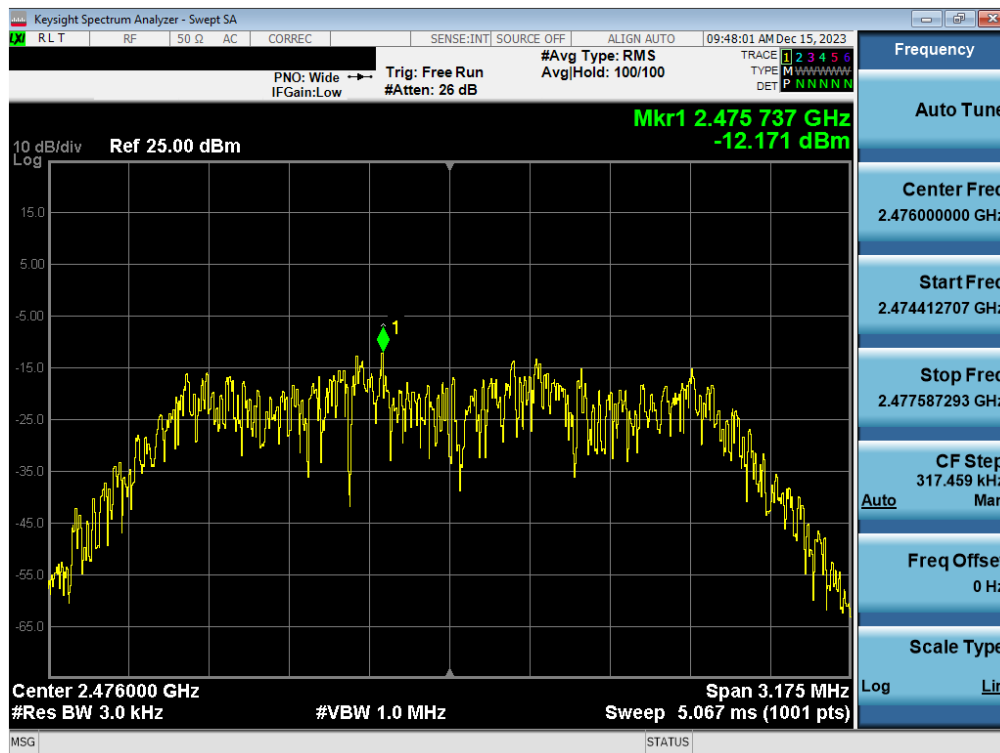 Keysight Spectrum Analyzer - Swept SA
LXI RLT RF 50 Ω AC CORREC SENSE:INT SOURCE OFF ALIGN AUTO 09:48:01 AM Dec 15, 2023
PNO: Wide
IFGain:Low
Trig: Free Run
#Atten: 26 dB
#Avg Type: RMS
Avg|Hold: 100/100
TRACE 1 2 3 4 5 6
TYPE M W W W W W
DET P N N N N N
Mkr1 2.475 737 GHz
-12.171 dBm
10 dB/div Ref 25.00 dBm
Log
15.0
5.00
-5.00
1
-15.0
-25.0
-35.0
-45.0
-55.0
-65.0
Center 2.476000 GHz Span 3.175 MHz
#Res BW 3.0 kHz #VBW 1.0 MHz Sweep 5.067 ms (1001 pts)
MSG STATUS
Frequency
Auto Tune
Center Freq
2.476000000 GHz
Start Freq
2.474412707 GHz
Stop Freq
2.477587293 GHz
CF Step
317.459 kHz
Auto Man
Freq Offset
0 Hz
Scale Type
Log Lin